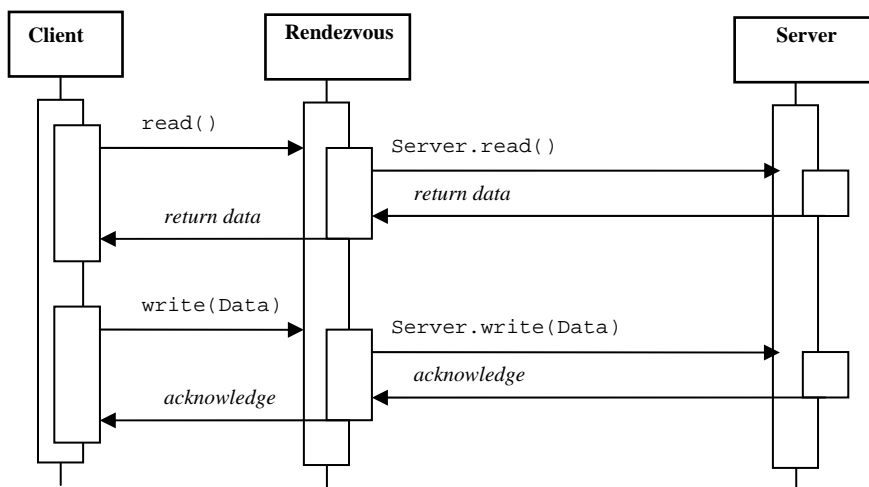 Client
Rendezvous
Server
read()
Server.read()
return data
return data
write(Data)
Server.write(Data)
acknowledge
acknowledge